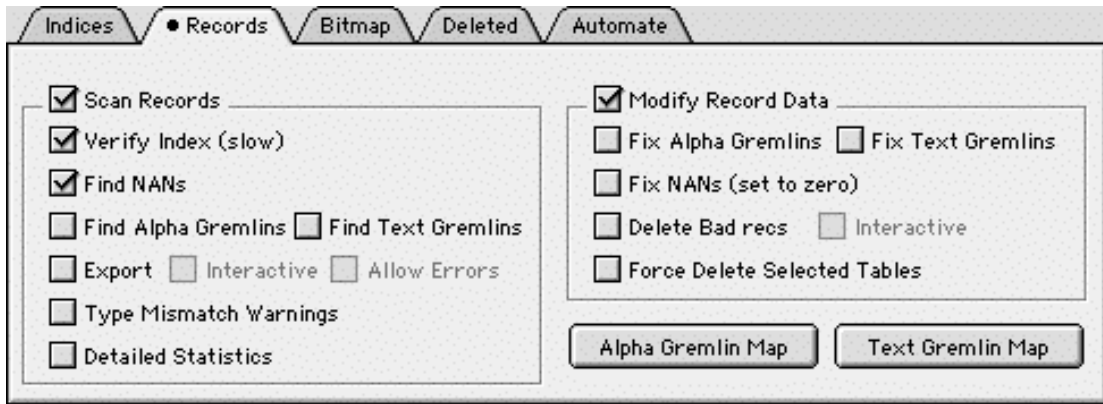 Indices ● Records Bitmap Deleted Automate
Scan Records
Verify Index (slow)
Find NANs
Find Alpha Gremlins Find Text Gremlins
Export Interactive Allow Errors
Type Mismatch Warnings
Detailed Statistics
Modify Record Data
Fix Alpha Gremlins Fix Text Gremlins
Fix NANs (set to zero)
Delete Bad recs Interactive
Force Delete Selected Tables
Alpha Gremlin Map Text Gremlin Map